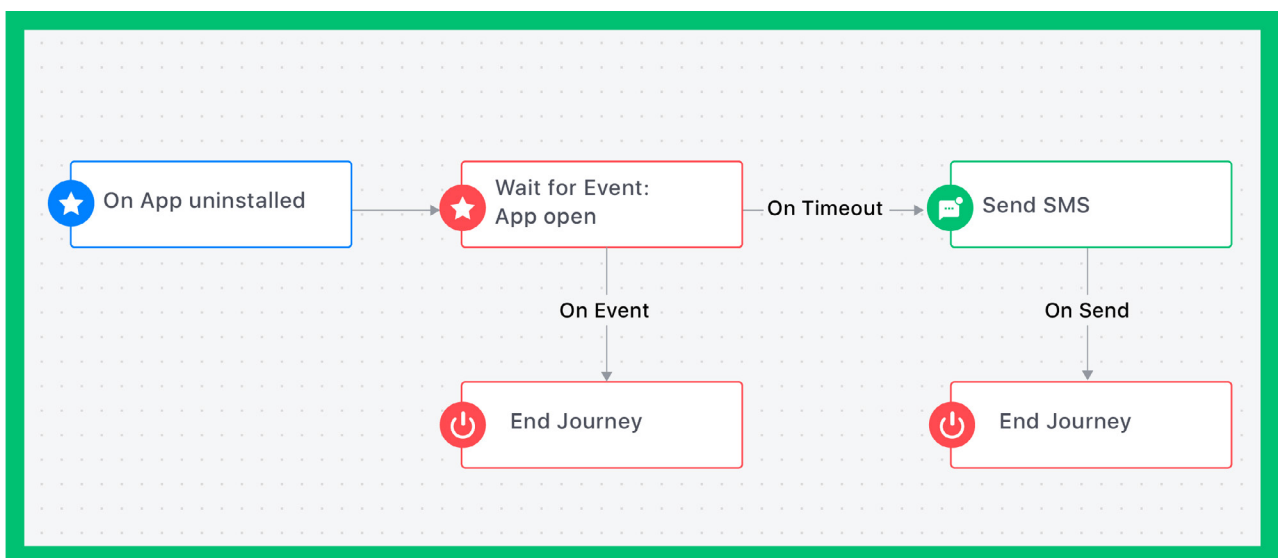 On App uninstalled
Wait for Event:
App open
On Timeout
Send SMS
On Event
On Send
End Journey
End Journey